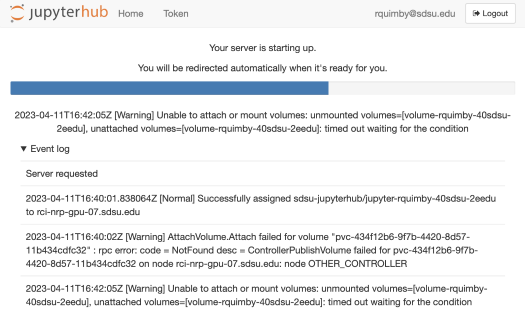 jupyterhub Home Token rquimby@sdsu.edu Logout
Your server is starting up.
You will be redirected automatically when it's ready for you.
2023-04-11T16:42:05Z [Warning] Unable to attach or mount volumes: unmounted volumes=[volume-rquimby-40sdsu-
2eedu], unattached volumes=[volume-rquimby-40sdsu-2eedu]: timed out waiting for the condition
▼ Event log
Server requested
2023-04-11T16:40:01.838064Z [Normal] Successfully assigned sdsu-jupyterhub/jupyter-rquimby-40sdsu-2eedu
to rci-nrp-gpu-07.sdsu.edu
2023-04-11T16:40:02Z [Warning] AttachVolume.Attach failed for volume "pvc-434f12b6-9f7b-4420-8d57-
11b434cdfc32" : rpc error: code = NotFound desc = ControllerPublishVolume failed for pvc-434f12b6-9f7b-
4420-8d57-11b434cdfc32 on node rci-nrp-gpu-07.sdsu.edu: node OTHER_CONTROLLER
2023-04-11T16:42:05Z [Warning] Unable to attach or mount volumes: unmounted volumes=[volume-rquimby-
40sdsu-2eedu], unattached volumes=[volume-rquimby-40sdsu-2eedu]: timed out waiting for the condition